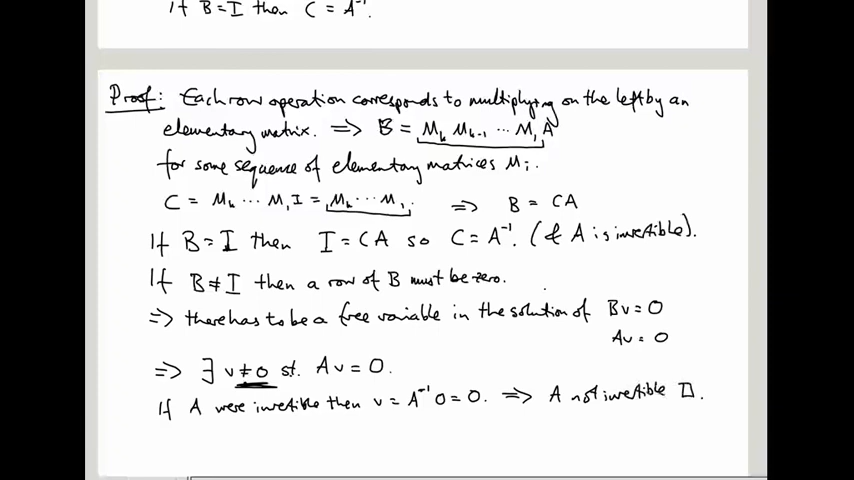 If B=I then C = A⁻¹.
Proof: Each row operation corresponds to multiplying on the left by an
elementary matrix. ⇒ B = Mₖ Mₖ₋₁ ⋯ M₁ A
for some sequence of elementary matrices Mᵢ.
C = Mₖ ⋯ M₁ I = Mₖ ⋯ M₁. ⇒ B = CA
If B = I then I = CA so C = A⁻¹. (& A is invertible).
If B ≠ I then a row of B must be zero.
⇒ there has to be a free variable in the solution of Bv = 0
Av = 0
⇒ ∃ v ≠ 0 st. Av = 0.
If A were invertible then v = A⁻¹ 0 = 0. ⇒ A not invertible □.